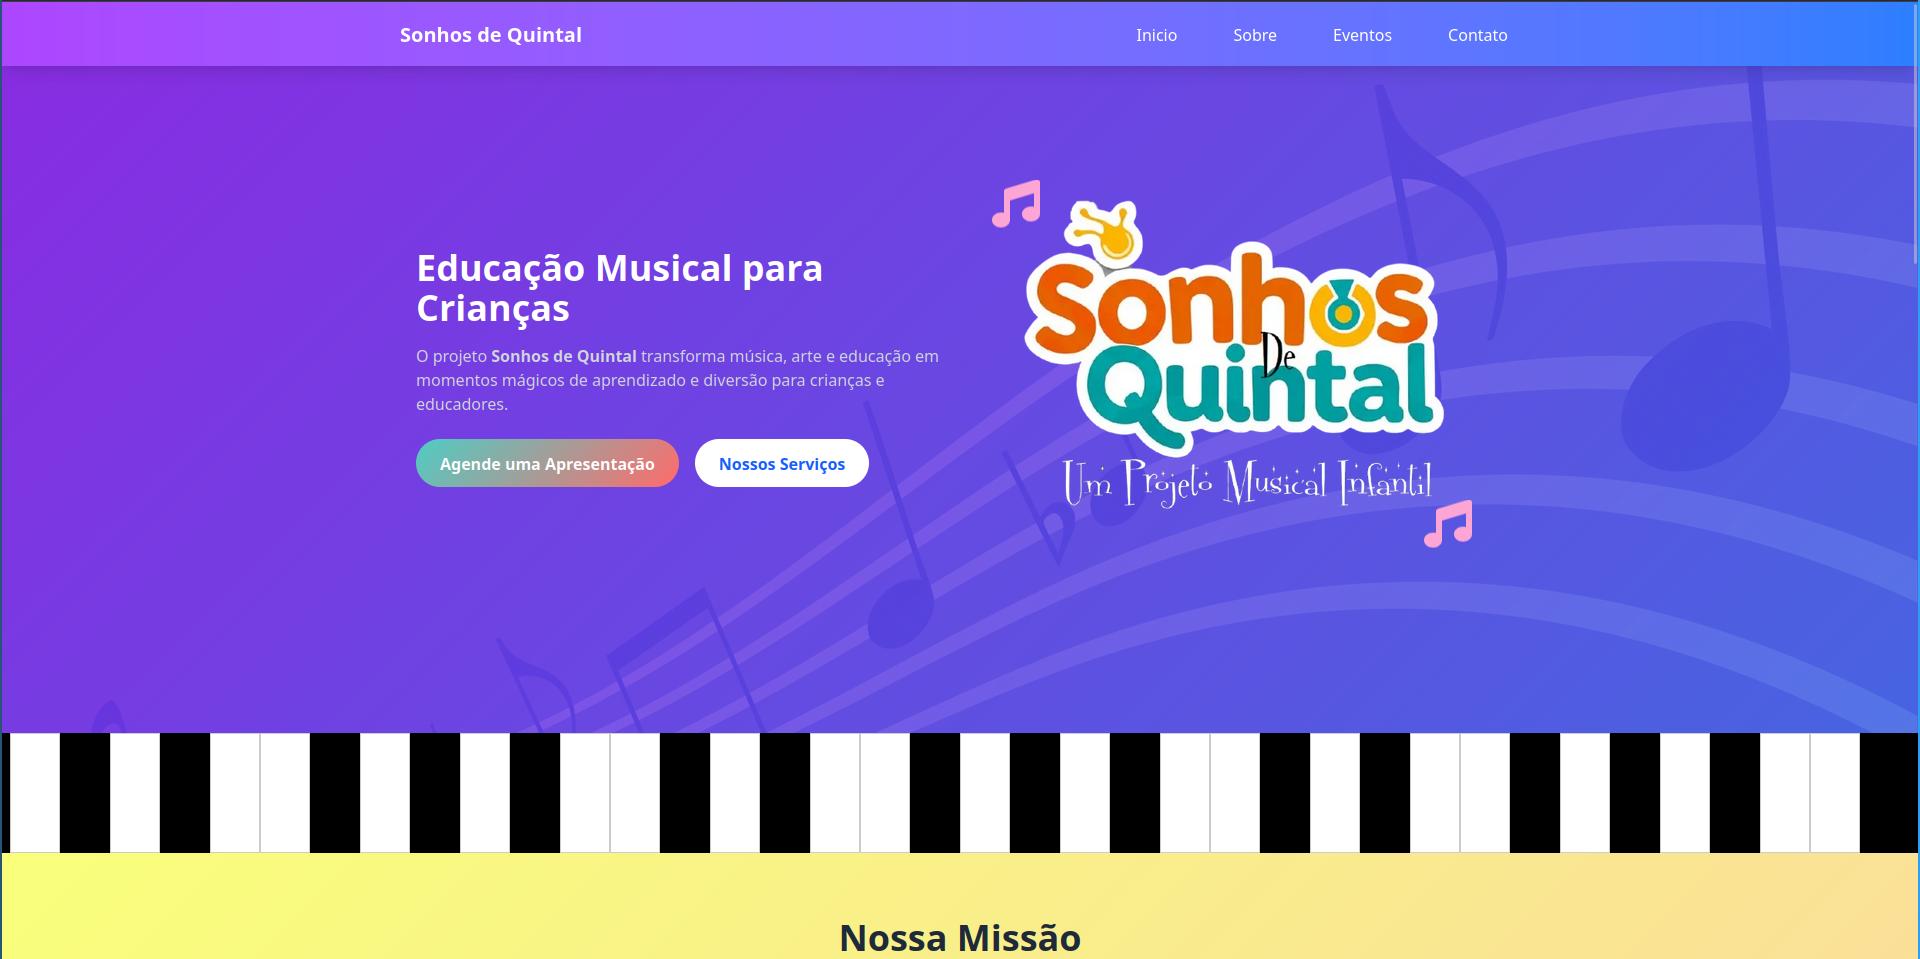 Sonhos de Quintal
Inicio
Sobre
Eventos
Contato
Educação Musical para
Crianças
O projeto Sonhos de Quintal transforma música, arte e educação em
momentos mágicos de aprendizado e diversão para crianças e
educadores.
Agende uma Apresentação
Nossos Serviços
Sonhos
De
Quintal
Um Projeto Musical Infantil
Nossa Missão